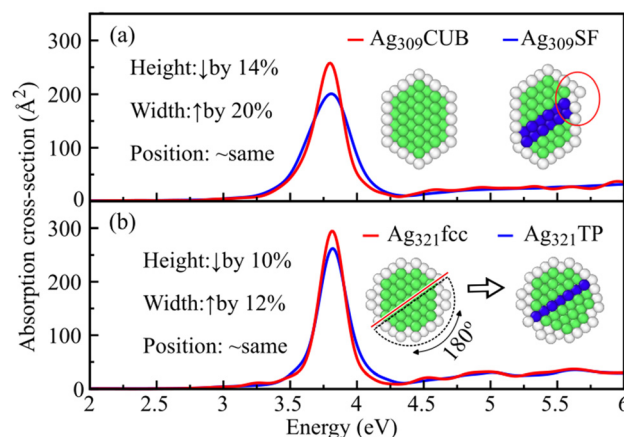 (a)
Ag₃₀₉CUB
Ag₃₀₉SF
Height:↓by 14%
Width:↑by 20%
Position: ~same
300
200
100
0
(b)
Ag₃₂₁fcc
Ag₃₂₁TP
Height:↓by 10%
Width:↑by 12%
Position: ~same
180°
300
200
100
0
Absorption cross-section (Å²)
2 2.5 3 3.5 4 4.5 5 5.5 6
Energy (eV)